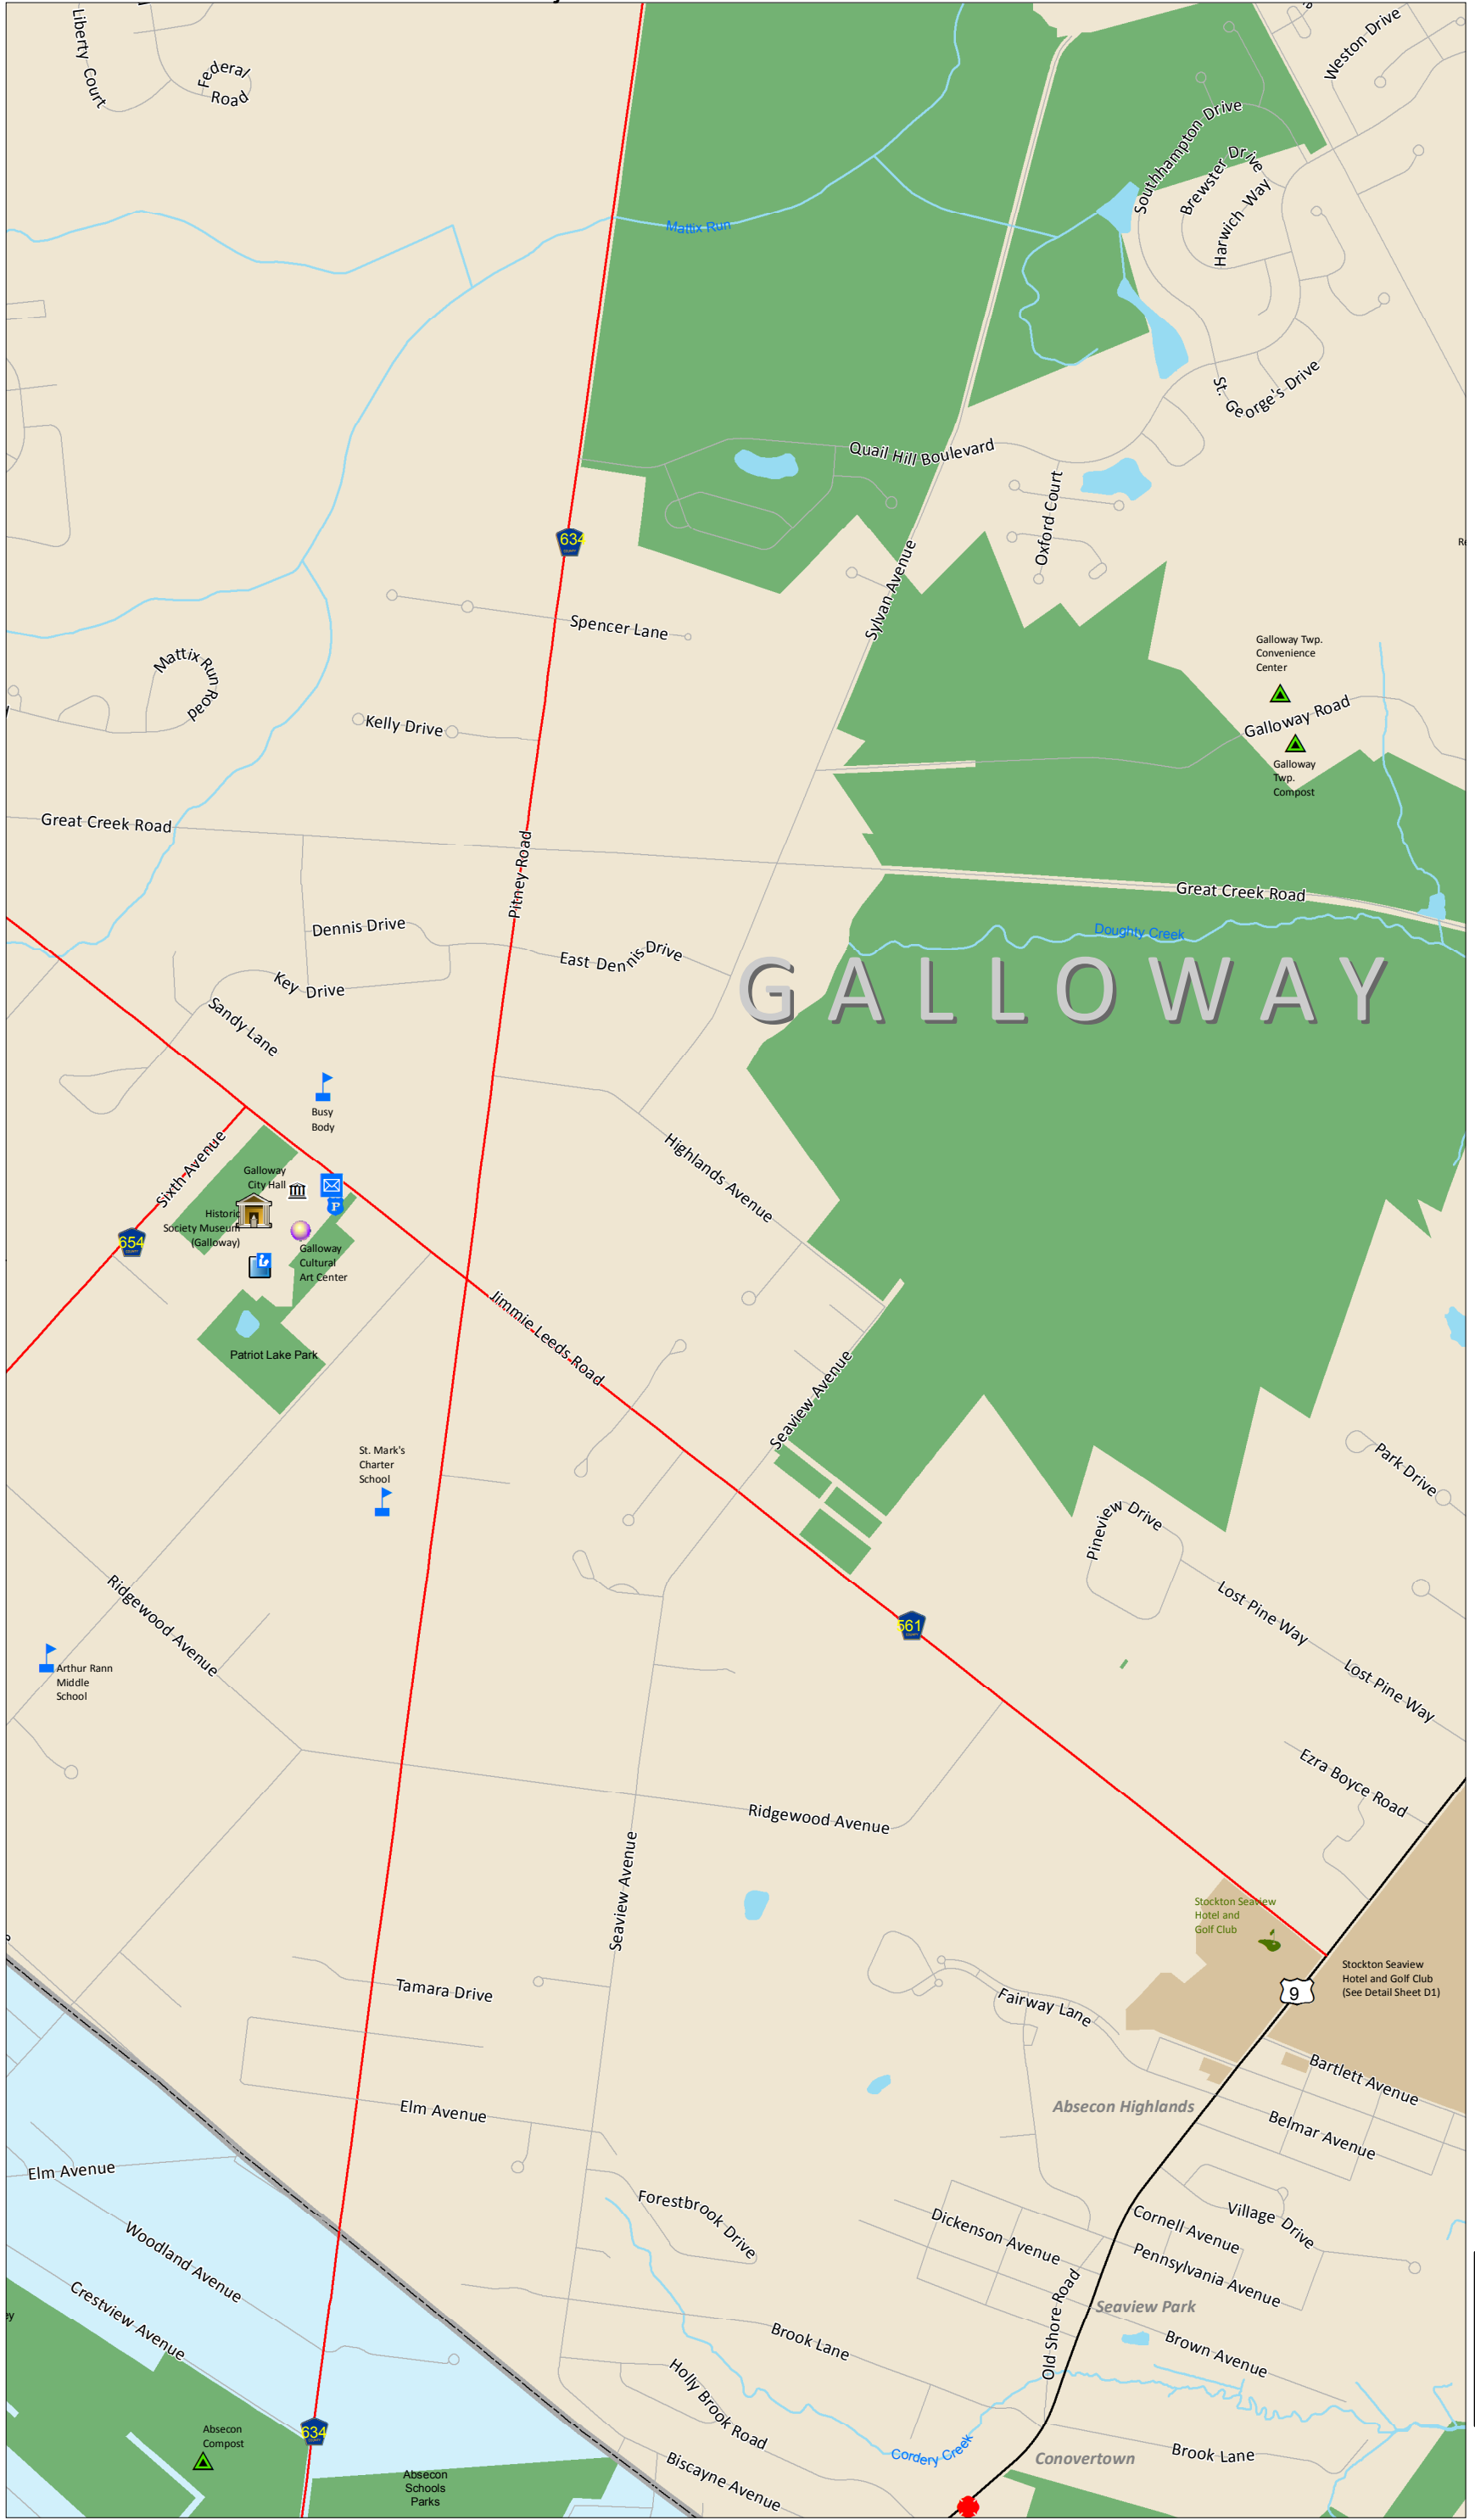 Liberty Court
Federal
Road
Weston Drive
Southhampton Drive
Brewster Drive
Harwich Way
Mattix Run
St. George's Drive
Quail Hill Boulevard
Oxford Court
634
Sylvan Avenue
Spencer Lane
Galloway Twp.
Convenience
Center
Mattix Run Road
Galloway Road
Kelly Drive
Galloway
Twp.
Compost
Great Creek Road
Pitney Road
Great Creek Road
Dennis Drive
Doughty Creek
East Dennis Drive
GALLOWAY
Key Drive
Sandy Lane
Busy
Body
Sixth Avenue
Highlands Avenue
Galloway
City Hall
P
Historic
Society Museum
(Galloway)
654
Galloway
Cultural
Art Center
Jimmie Leeds Road
Patriot Lake Park
Seaview Avenue
St. Mark's
Charter
School
Park Drive
Pineview Drive
Ridgewood Avenue
Lost Pine Way
561
Arthur Rann
Middle
School
Lost Pine Way
Ezra Boyce Road
Ridgewood Avenue
Seaview Avenue
Stockton Seaview
Hotel and
Golf Club
Stockton Seaview
Hotel and Golf Club
(See Detail Sheet D1)
9
Tamara Drive
Fairway Lane
Bartlett Avenue
Elm Avenue
Absecon Highlands
Belmar Avenue
Elm Avenue
Forestbrook Drive
Village Drive
Dickenson Avenue
Cornell Avenue
Woodland Avenue
Pennsylvania Avenue
Crestview Avenue
Old Shore Road
Seaview Park
Brook Lane
Brown Avenue
Holly Brook Road
634
Absecon
Compost
Cordery Creek
Conovertown
Brook Lane
Biscayne Avenue
Absecon
Schools
Parks